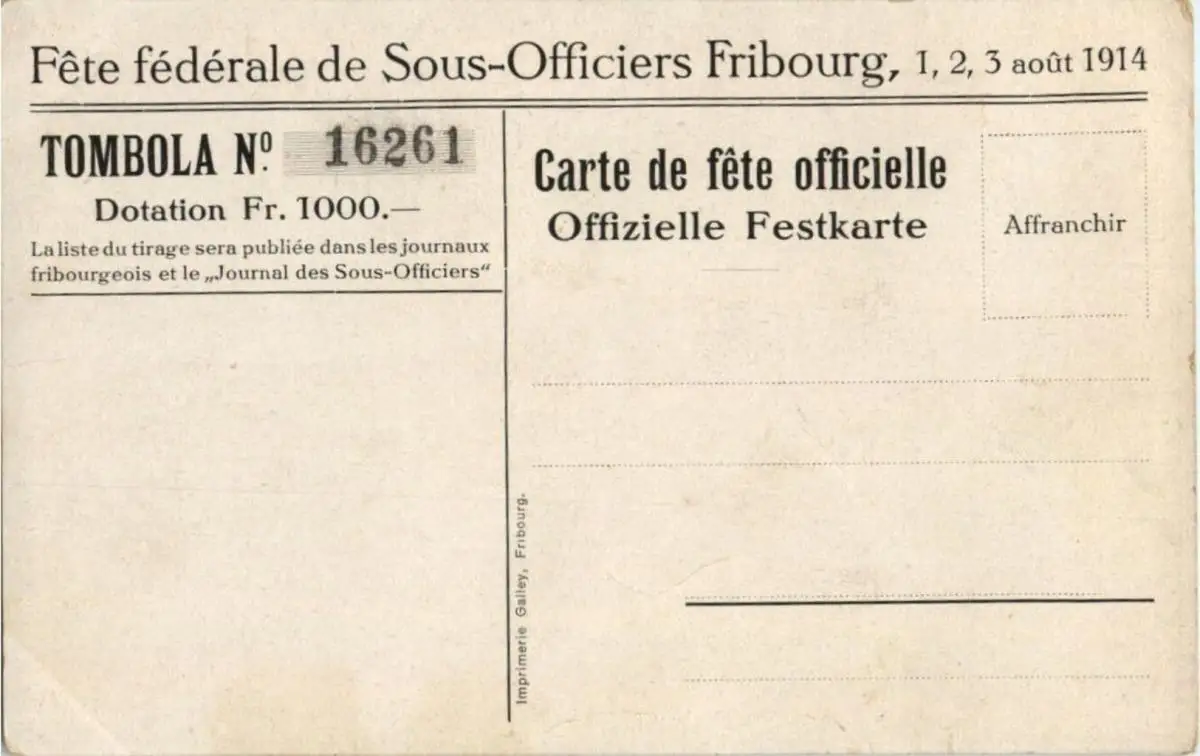 Fête fédérale de Sous-Officiers Fribourg, 1, 2, 3 août 1914
TOMBOLA Nº 16261
Dotation Fr. 1000.—
La liste du tirage sera publiée dans les journaux
fribourgeois et le „Journal des Sous-Officiers“
Carte de fête officielle
Offizielle Festkarte
Affranchir
Imprimerie Galley, Fribourg.